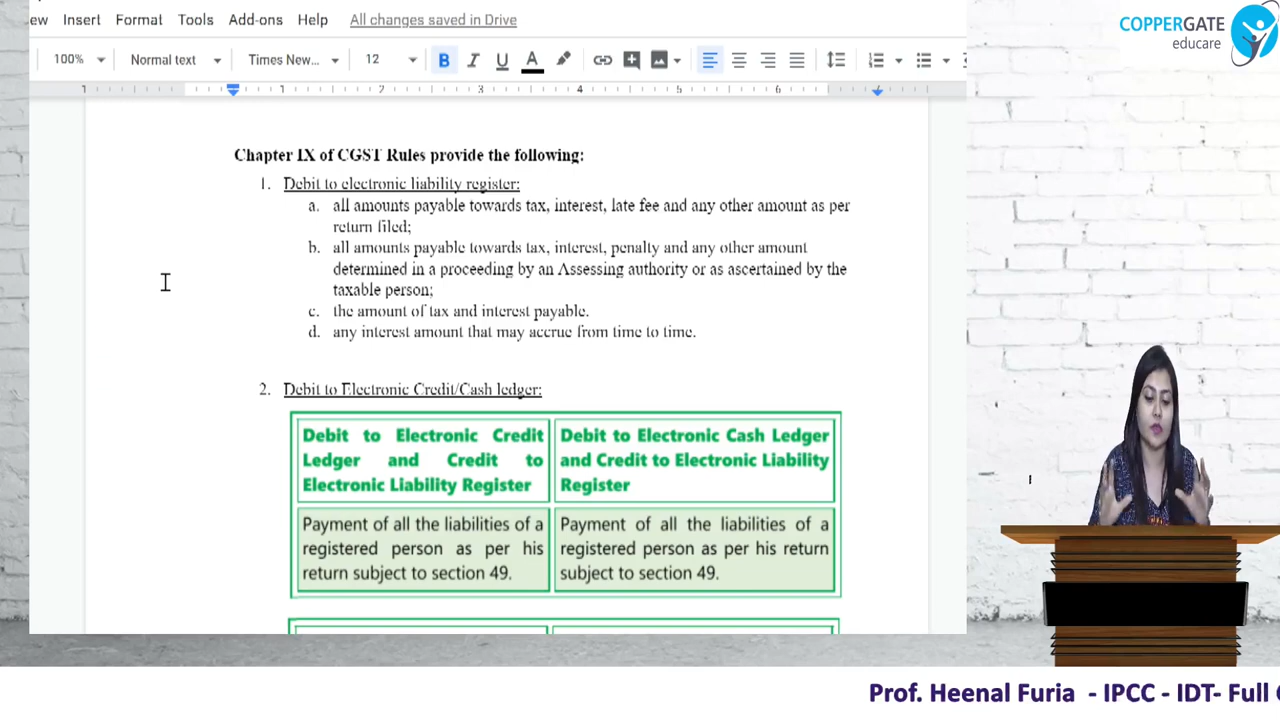 ew Insert Format Tools Add-ons Help All changes saved in Drive
COPPERGATE
educare
100% Normal text Times New... 12 B I U A
1 1 2 3 4 5 6 7
Chapter IX of CGST Rules provide the following:
1. Debit to electronic liability register:
a. all amounts payable towards tax, interest, late fee and any other amount as per
return filed;
b. all amounts payable towards tax, interest, penalty and any other amount
determined in a proceeding by an Assessing authority or as ascertained by the
taxable person;
c. the amount of tax and interest payable.
d. any interest amount that may accrue from time to time.
2. Debit to Electronic Credit/Cash ledger:
Debit to Electronic Credit
Ledger and Credit to
Electronic Liability Register
Debit to Electronic Cash Ledger
and Credit to Electronic Liability
Register
Payment of all the liabilities of a
registered person as per his
return subject to section 49.
Payment of all the liabilities of a
registered person as per his return
subject to section 49.
Prof. Heenal Furia - IPCC - IDT- Full